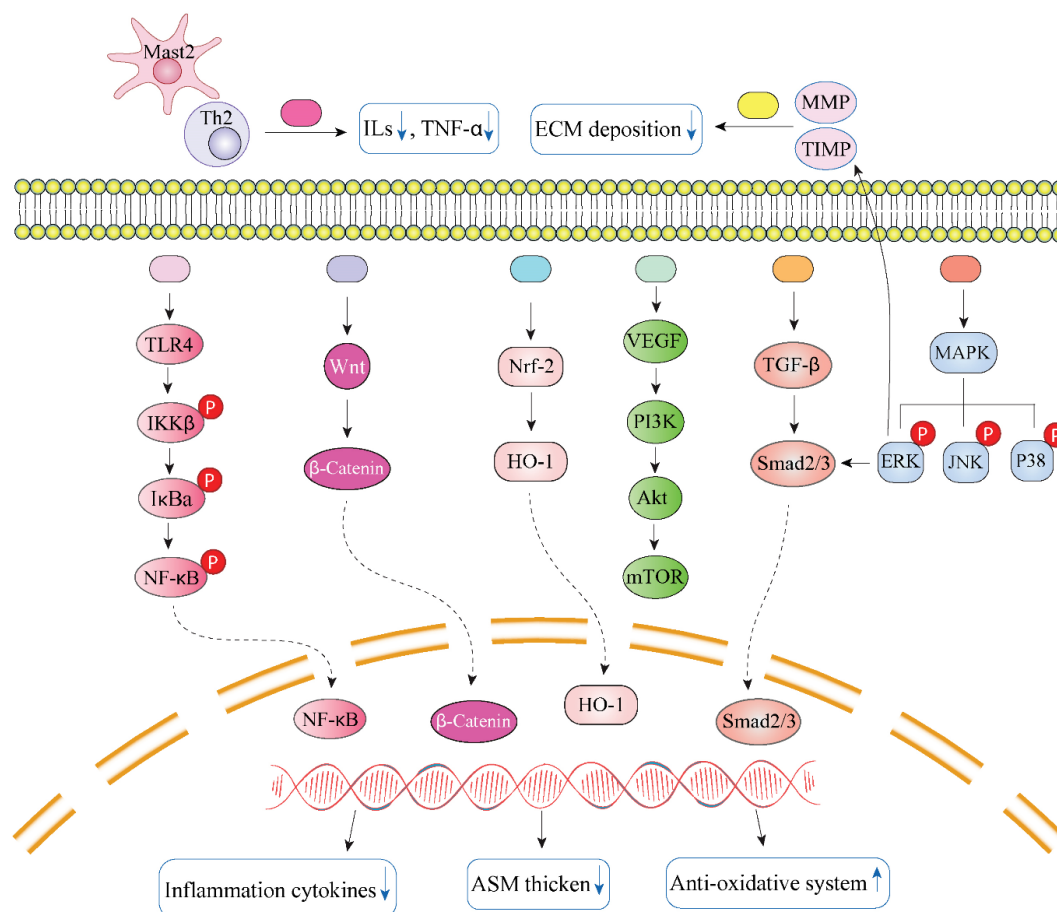 Mast2
Th2
ILs↓, TNF-α↓
ECM deposition↓
MMP
TIMP
TLR4
IKKβ
P
IκBa
P
NF-κB
P
Wnt
β-Catenin
Nrf-2
HO-1
VEGF
PI3K
Akt
mTOR
TGF-β
Smad2/3
MAPK
ERK
P
JNK
P
P38
P
NF-κB
β-Catenin
HO-1
Smad2/3
Inflammation cytokines↓
ASM thicken↓
Anti-oxidative system↑